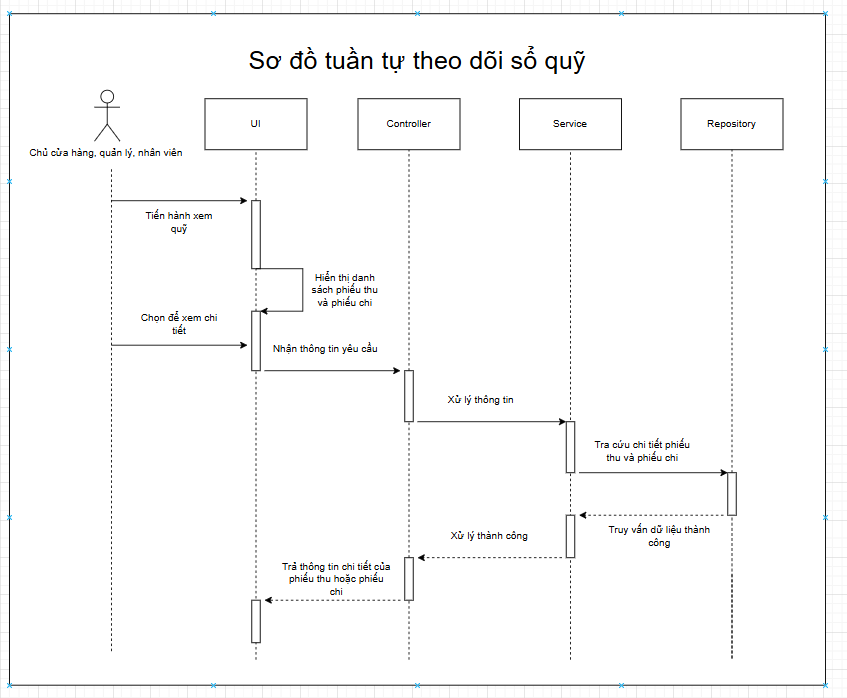 Sơ đồ tuần tự theo dõi sổ quỹ
Chủ cửa hàng, quản lý, nhân viên
UI
Controller
Service
Repository
Tiến hành xem
quỹ
Hiển thị danh
sách phiếu thu
và phiếu chi
Chọn để xem chi
tiết
Nhận thông tin yêu cầu
Xử lý thông tin
Tra cứu chi tiết phiếu
thu và phiếu chi
Truy vấn dữ liệu thành
công
Xử lý thành công
Trả thông tin chi tiết của
phiếu thu hoặc phiếu
chi